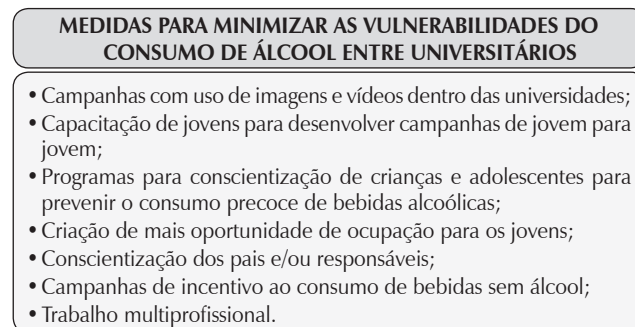 MEDIDAS PARA MINIMIZAR AS VULNERABILIDADES DO
CONSUMO DE ÁLCOOL ENTRE UNIVERSITÁRIOS
• Campanhas com uso de imagens e vídeos dentro das universidades;
• Capacitação de jovens para desenvolver campanhas de jovem para
jovem;
• Programas para conscientização de crianças e adolescentes para
prevenir o consumo precoce de bebidas alcoólicas;
• Criação de mais oportunidade de ocupação para os jovens;
• Conscientização dos pais e/ou responsáveis;
• Campanhas de incentivo ao consumo de bebidas sem álcool;
• Trabalho multiprofissional.